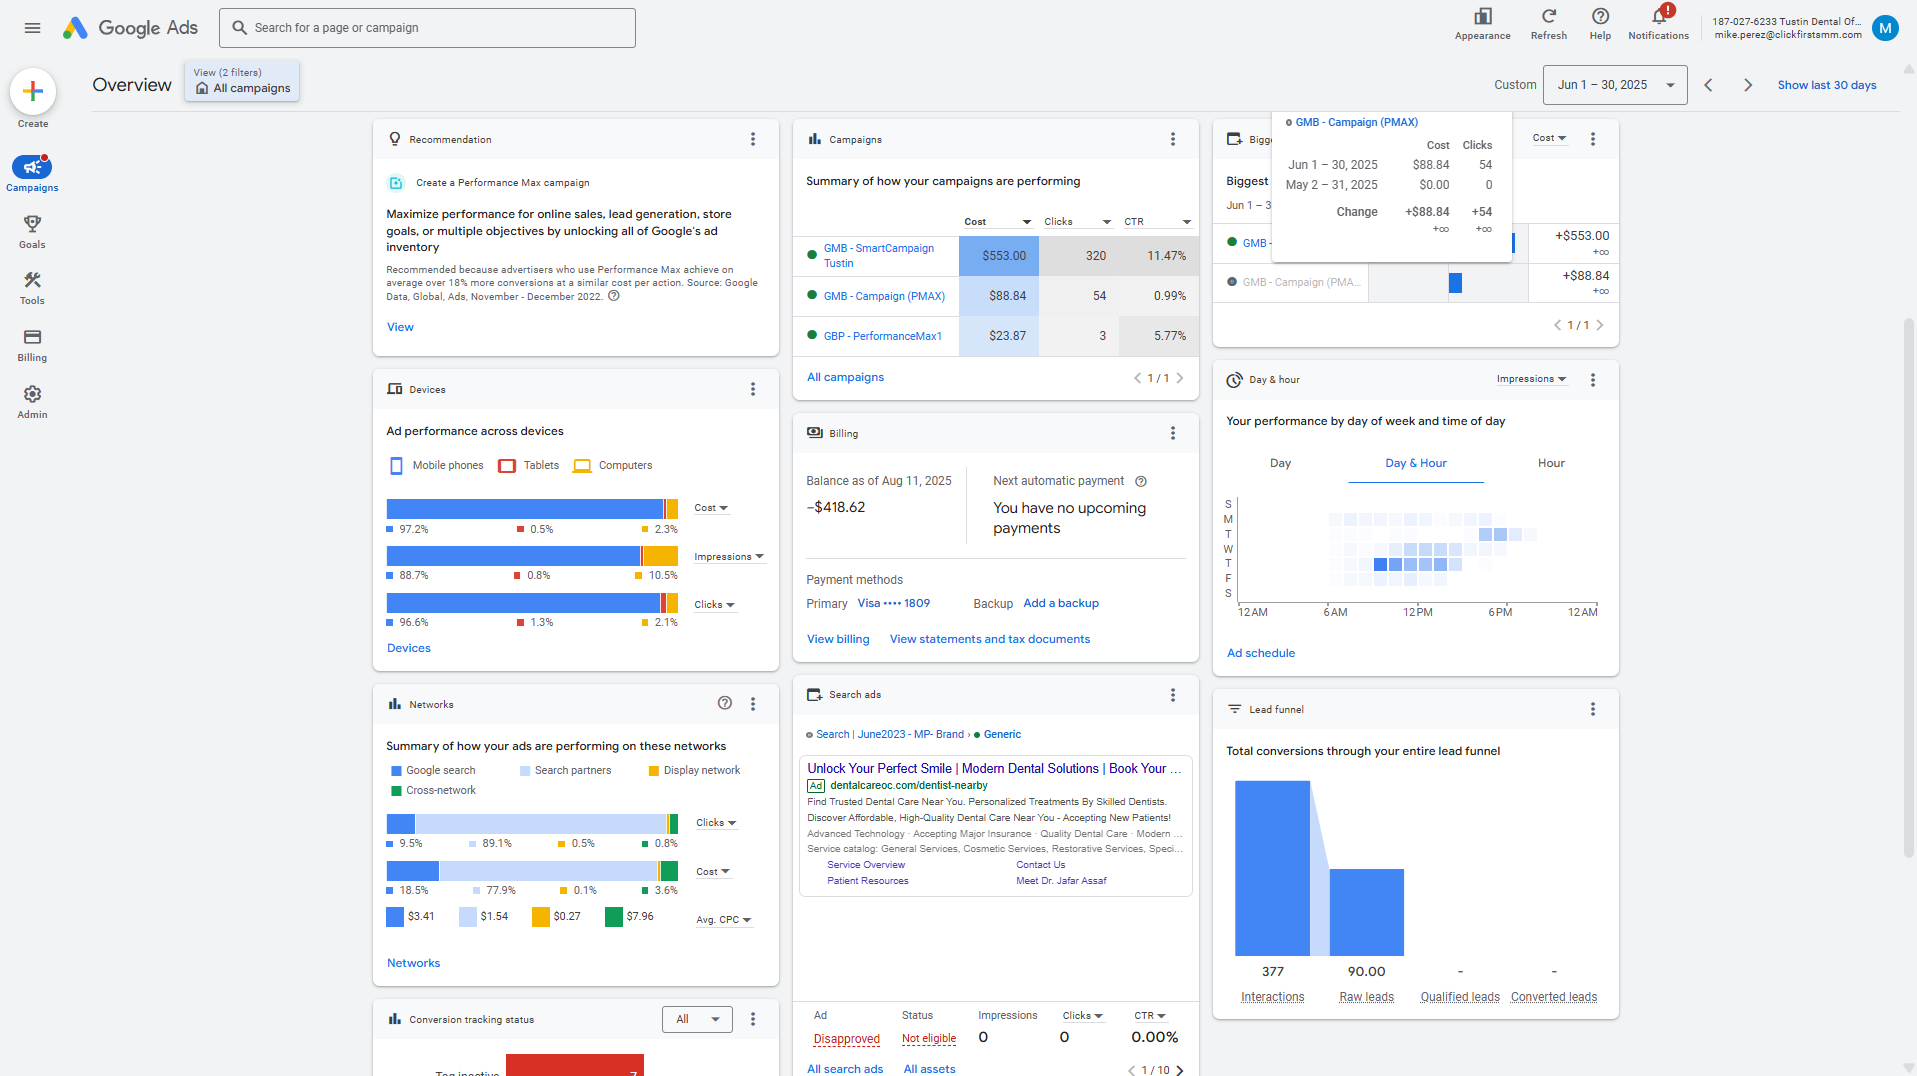 Google Ads
Search for a page or campaign
Appearance
Refresh
Help
Notifications
187-027-6233 Tustin Dental Of...
mike.perez@clickfirstsmm.com
M
Overview
View (2 filters)
All campaigns
Custom
Jun 1 – 30, 2025
Show last 30 days
Create
Campaigns
Goals
Tools
Billing
Admin
Recommendation
Create a Performance Max campaign
Maximize performance for online sales, lead generation, store
goals, or multiple objectives by unlocking all of Google's ad
inventory
Recommended because advertisers who use Performance Max achieve on
average over 18% more conversions at a similar cost per action. Source: Google
Data, Global, Ads, November - December 2022.
View
Devices
Ad performance across devices
Mobile phones Tablets Computers
Cost
97.2% 0.5% 2.3%
Impressions
88.7% 0.8% 10.5%
Clicks
96.6% 1.3% 2.1%
Devices
Networks
Summary of how your ads are performing on these networks
Google search Search partners Display network
Cross-network
Clicks
9.5% 89.1% 0.5% 0.8%
Cost
18.5% 77.9% 0.1% 3.6%
$3.41 $1.54 $0.27 $7.96 Avg. CPC
Networks
Conversion tracking status
All
7
Campaigns
Summary of how your campaigns are performing
Cost Clicks CTR
GMB - SmartCampaign
Tustin
$553.00 320 11.47%
GMB - Campaign (PMAX) $88.84 54 0.99%
GBP - PerformanceMax1 $23.87 3 5.77%
All campaigns
1 / 1
Billing
Balance as of Aug 11, 2025
−$418.62
Next automatic payment
You have no upcoming
payments
Payment methods
Primary Visa •••• 1809 Backup Add a backup
View billing View statements and tax documents
Search ads
Search | June2023 - MP- Brand › Generic
Unlock Your Perfect Smile | Modern Dental Solutions | Book Your ...
Ad dentalcareoc.com/dentist-nearby
Find Trusted Dental Care Near You. Personalized Treatments By Skilled Dentists.
Discover Affordable, High-Quality Dental Care Near You - Accepting New Patients!
Advanced Technology · Accepting Major Insurance · Quality Dental Care · Modern ...
Service catalog: General Services, Cosmetic Services, Restorative Services, Speci...
Service Overview Contact Us
Patient Resources Meet Dr. Jafar Assaf
Ad Status Impressions Clicks CTR
Disapproved Not eligible 0 0 0.00%
All search ads All assets
1 / 10
Cost
Biggest
Jun 1 – 3
GMB - Campaign (PMAX)
Cost Clicks
Jun 1 – 30, 2025 $88.84 54
May 2 – 31, 2025 $0.00 0
Change +$88.84 +54
+∞ +∞
GMB - +$553.00
+∞
GMB - Campaign (PMA... +$88.84
+∞
1 / 1
Day & hour
Impressions
Your performance by day of week and time of day
Day Day & Hour Hour
S
M
T
W
T
F
S
12 AM 6 AM 12 PM 6 PM 12 AM
Ad schedule
Lead funnel
Total conversions through your entire lead funnel
377 90.00 - -
Interactions Raw leads Qualified leads Converted leads